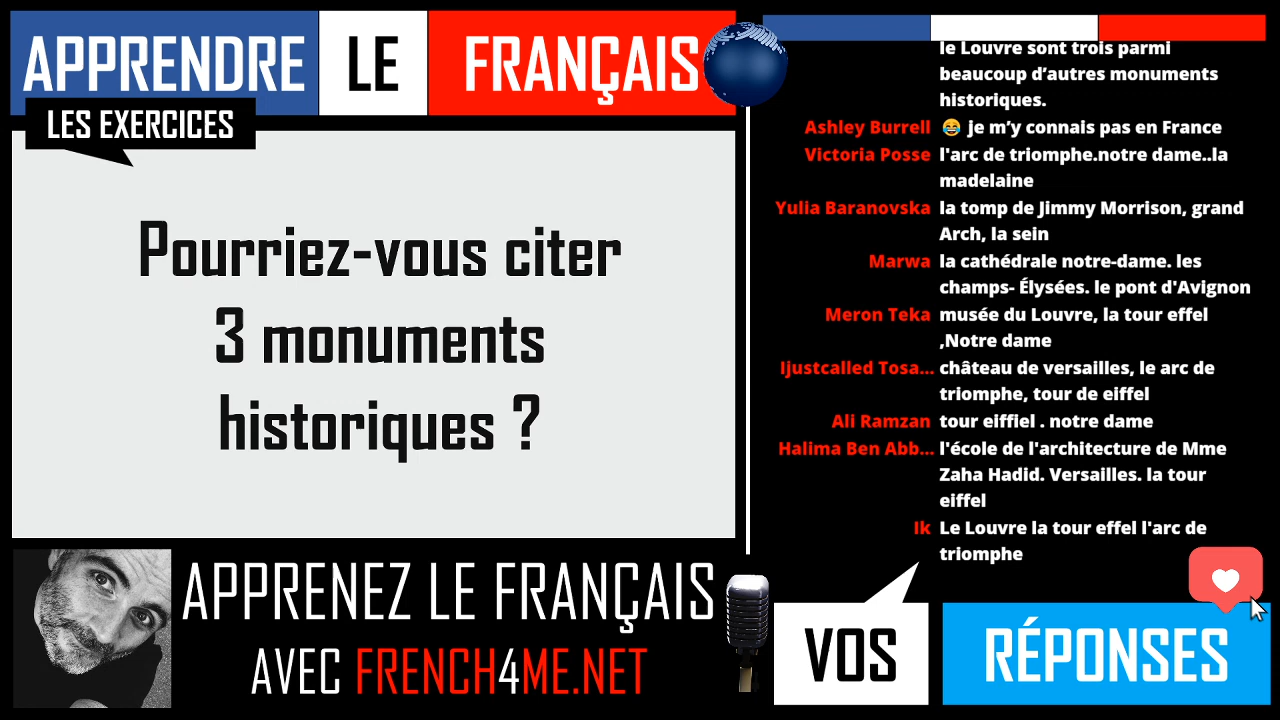 APPRENDRE LE FRANÇAIS
LES EXERCICES
Pourriez-vous citer
3 monuments
historiques ?
APPRENEZ LE FRANÇAIS
AVEC FRENCH4ME.NET
le Louvre sont trois parmi
beaucoup d’autres monuments
historiques.
Ashley Burrell 😂 je m’y connais pas en France
Victoria Posse l'arc de triomphe.notre dame..la
madelaine
Yulia Baranovska la tomp de Jimmy Morrison, grand
Arch, la sein
Marwa la cathédrale notre-dame. les
champs- Élysées. le pont d'Avignon
Meron Teka musée du Louvre, la tour effel
,Notre dame
Ijustcalled Tosa... château de versailles, le arc de
triomphe, tour de eiffel
Ali Ramzan tour eiffiel . notre dame
Halima Ben Abb... l'école de l'architecture de Mme
Zaha Hadid. Versailles. la tour
eiffel
Ik Le Louvre la tour effel l'arc de
triomphe
VOS RÉPONSES